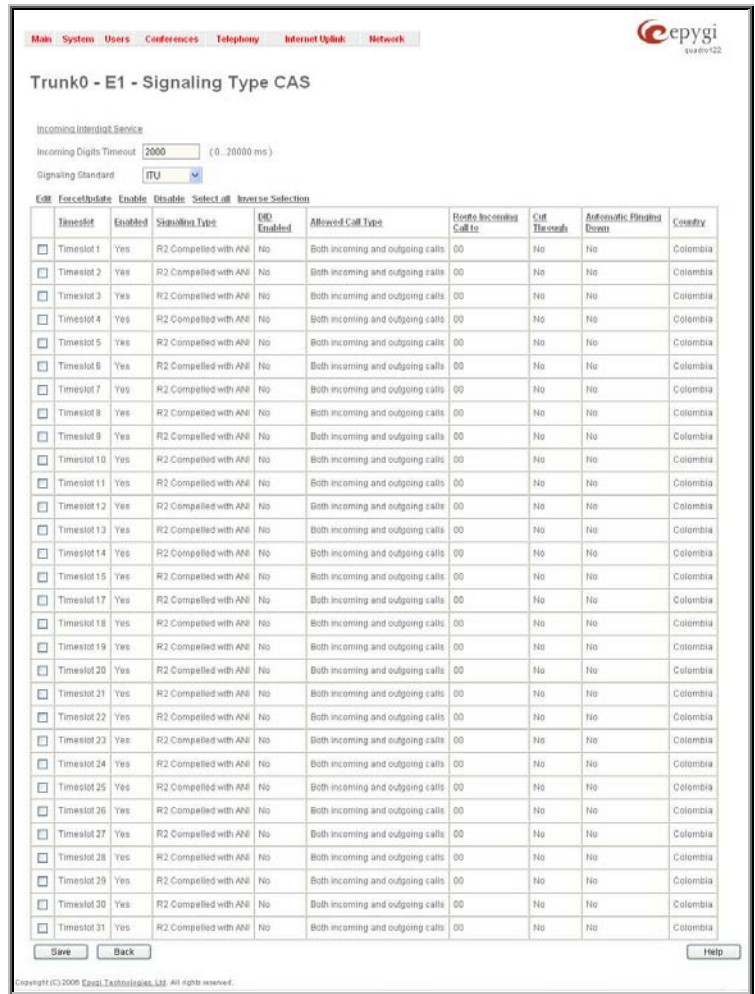 Main System Users Conferences Telephony Internet Uplink Network
epygi
quadro122
Trunk0 - E1 - Signaling Type CAS
Incoming Interdigit Service
Incoming Digits Timeout 2000 ( 0...20000 ms )
Signaling Standard ITU
Edit ForceUpdate Enable Disable Select all Inverse Selection
Timeslot Enabled Signaling Type DID Enabled Allowed Call Type Route Incoming Call to Cut Through Automatic Ringing Down Country
Timeslot 1 Yes R2 Compelled with ANI No Both incoming and outgoing calls 00 No No Colombia
Timeslot 2 Yes R2 Compelled with ANI No Both incoming and outgoing calls 00 No No Colombia
Timeslot 3 Yes R2 Compelled with ANI No Both incoming and outgoing calls 00 No No Colombia
Timeslot 4 Yes R2 Compelled with ANI No Both incoming and outgoing calls 00 No No Colombia
Timeslot 5 Yes R2 Compelled with ANI No Both incoming and outgoing calls 00 No No Colombia
Timeslot 6 Yes R2 Compelled with ANI No Both incoming and outgoing calls 00 No No Colombia
Timeslot 7 Yes R2 Compelled with ANI No Both incoming and outgoing calls 00 No No Colombia
Timeslot 8 Yes R2 Compelled with ANI No Both incoming and outgoing calls 00 No No Colombia
Timeslot 9 Yes R2 Compelled with ANI No Both incoming and outgoing calls 00 No No Colombia
Timeslot 10 Yes R2 Compelled with ANI No Both incoming and outgoing calls 00 No No Colombia
Timeslot 11 Yes R2 Compelled with ANI No Both incoming and outgoing calls 00 No No Colombia
Timeslot 12 Yes R2 Compelled with ANI No Both incoming and outgoing calls 00 No No Colombia
Timeslot 13 Yes R2 Compelled with ANI No Both incoming and outgoing calls 00 No No Colombia
Timeslot 14 Yes R2 Compelled with ANI No Both incoming and outgoing calls 00 No No Colombia
Timeslot 15 Yes R2 Compelled with ANI No Both incoming and outgoing calls 00 No No Colombia
Timeslot 17 Yes R2 Compelled with ANI No Both incoming and outgoing calls 00 No No Colombia
Timeslot 18 Yes R2 Compelled with ANI No Both incoming and outgoing calls 00 No No Colombia
Timeslot 19 Yes R2 Compelled with ANI No Both incoming and outgoing calls 00 No No Colombia
Timeslot 20 Yes R2 Compelled with ANI No Both incoming and outgoing calls 00 No No Colombia
Timeslot 21 Yes R2 Compelled with ANI No Both incoming and outgoing calls 00 No No Colombia
Timeslot 22 Yes R2 Compelled with ANI No Both incoming and outgoing calls 00 No No Colombia
Timeslot 23 Yes R2 Compelled with ANI No Both incoming and outgoing calls 00 No No Colombia
Timeslot 24 Yes R2 Compelled with ANI No Both incoming and outgoing calls 00 No No Colombia
Timeslot 25 Yes R2 Compelled with ANI No Both incoming and outgoing calls 00 No No Colombia
Timeslot 26 Yes R2 Compelled with ANI No Both incoming and outgoing calls 00 No No Colombia
Timeslot 27 Yes R2 Compelled with ANI No Both incoming and outgoing calls 00 No No Colombia
Timeslot 28 Yes R2 Compelled with ANI No Both incoming and outgoing calls 00 No No Colombia
Timeslot 29 Yes R2 Compelled with ANI No Both incoming and outgoing calls 00 No No Colombia
Timeslot 30 Yes R2 Compelled with ANI No Both incoming and outgoing calls 00 No No Colombia
Timeslot 31 Yes R2 Compelled with ANI No Both incoming and outgoing calls 00 No No Colombia
Save Back Help
Copyright (C) 2008 Epygi Technologies, Ltd. All rights reserved.